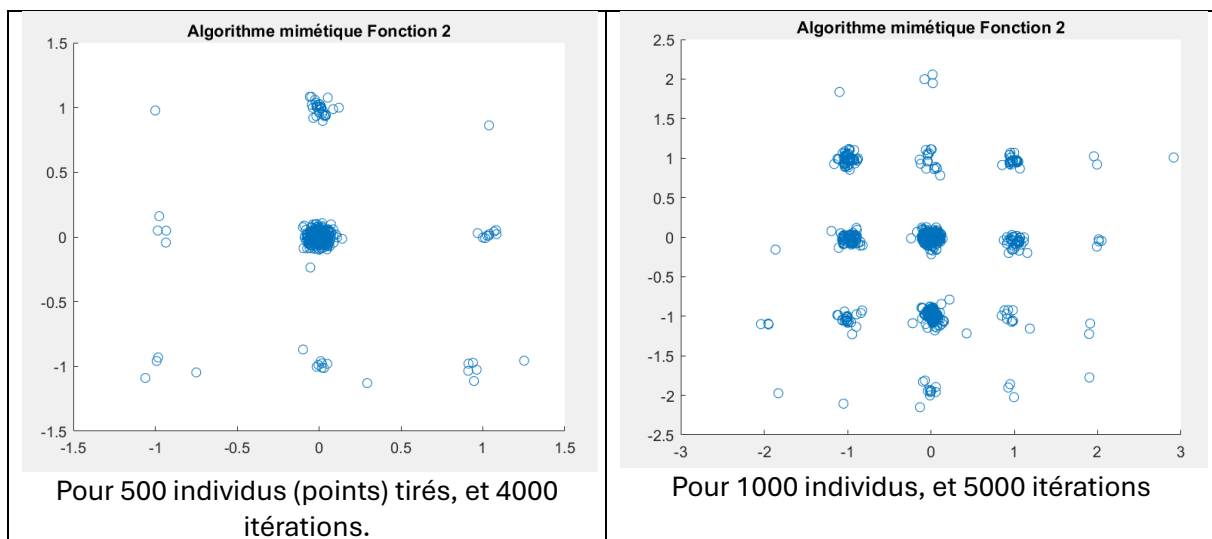 Algorithme mimétique Fonction 2
1.5
1
0.5
0
-0.5
-1
-1.5
-1.5 -1 -0.5 0 0.5 1 1.5
Pour 500 individus (points) tirés, et 4000
itérations.
Algorithme mimétique Fonction 2
2.5
2
1.5
1
0.5
0
-0.5
-1
-1.5
-2
-2.5
-3 -2 -1 0 1 2 3
Pour 1000 individus, et 5000 itérations